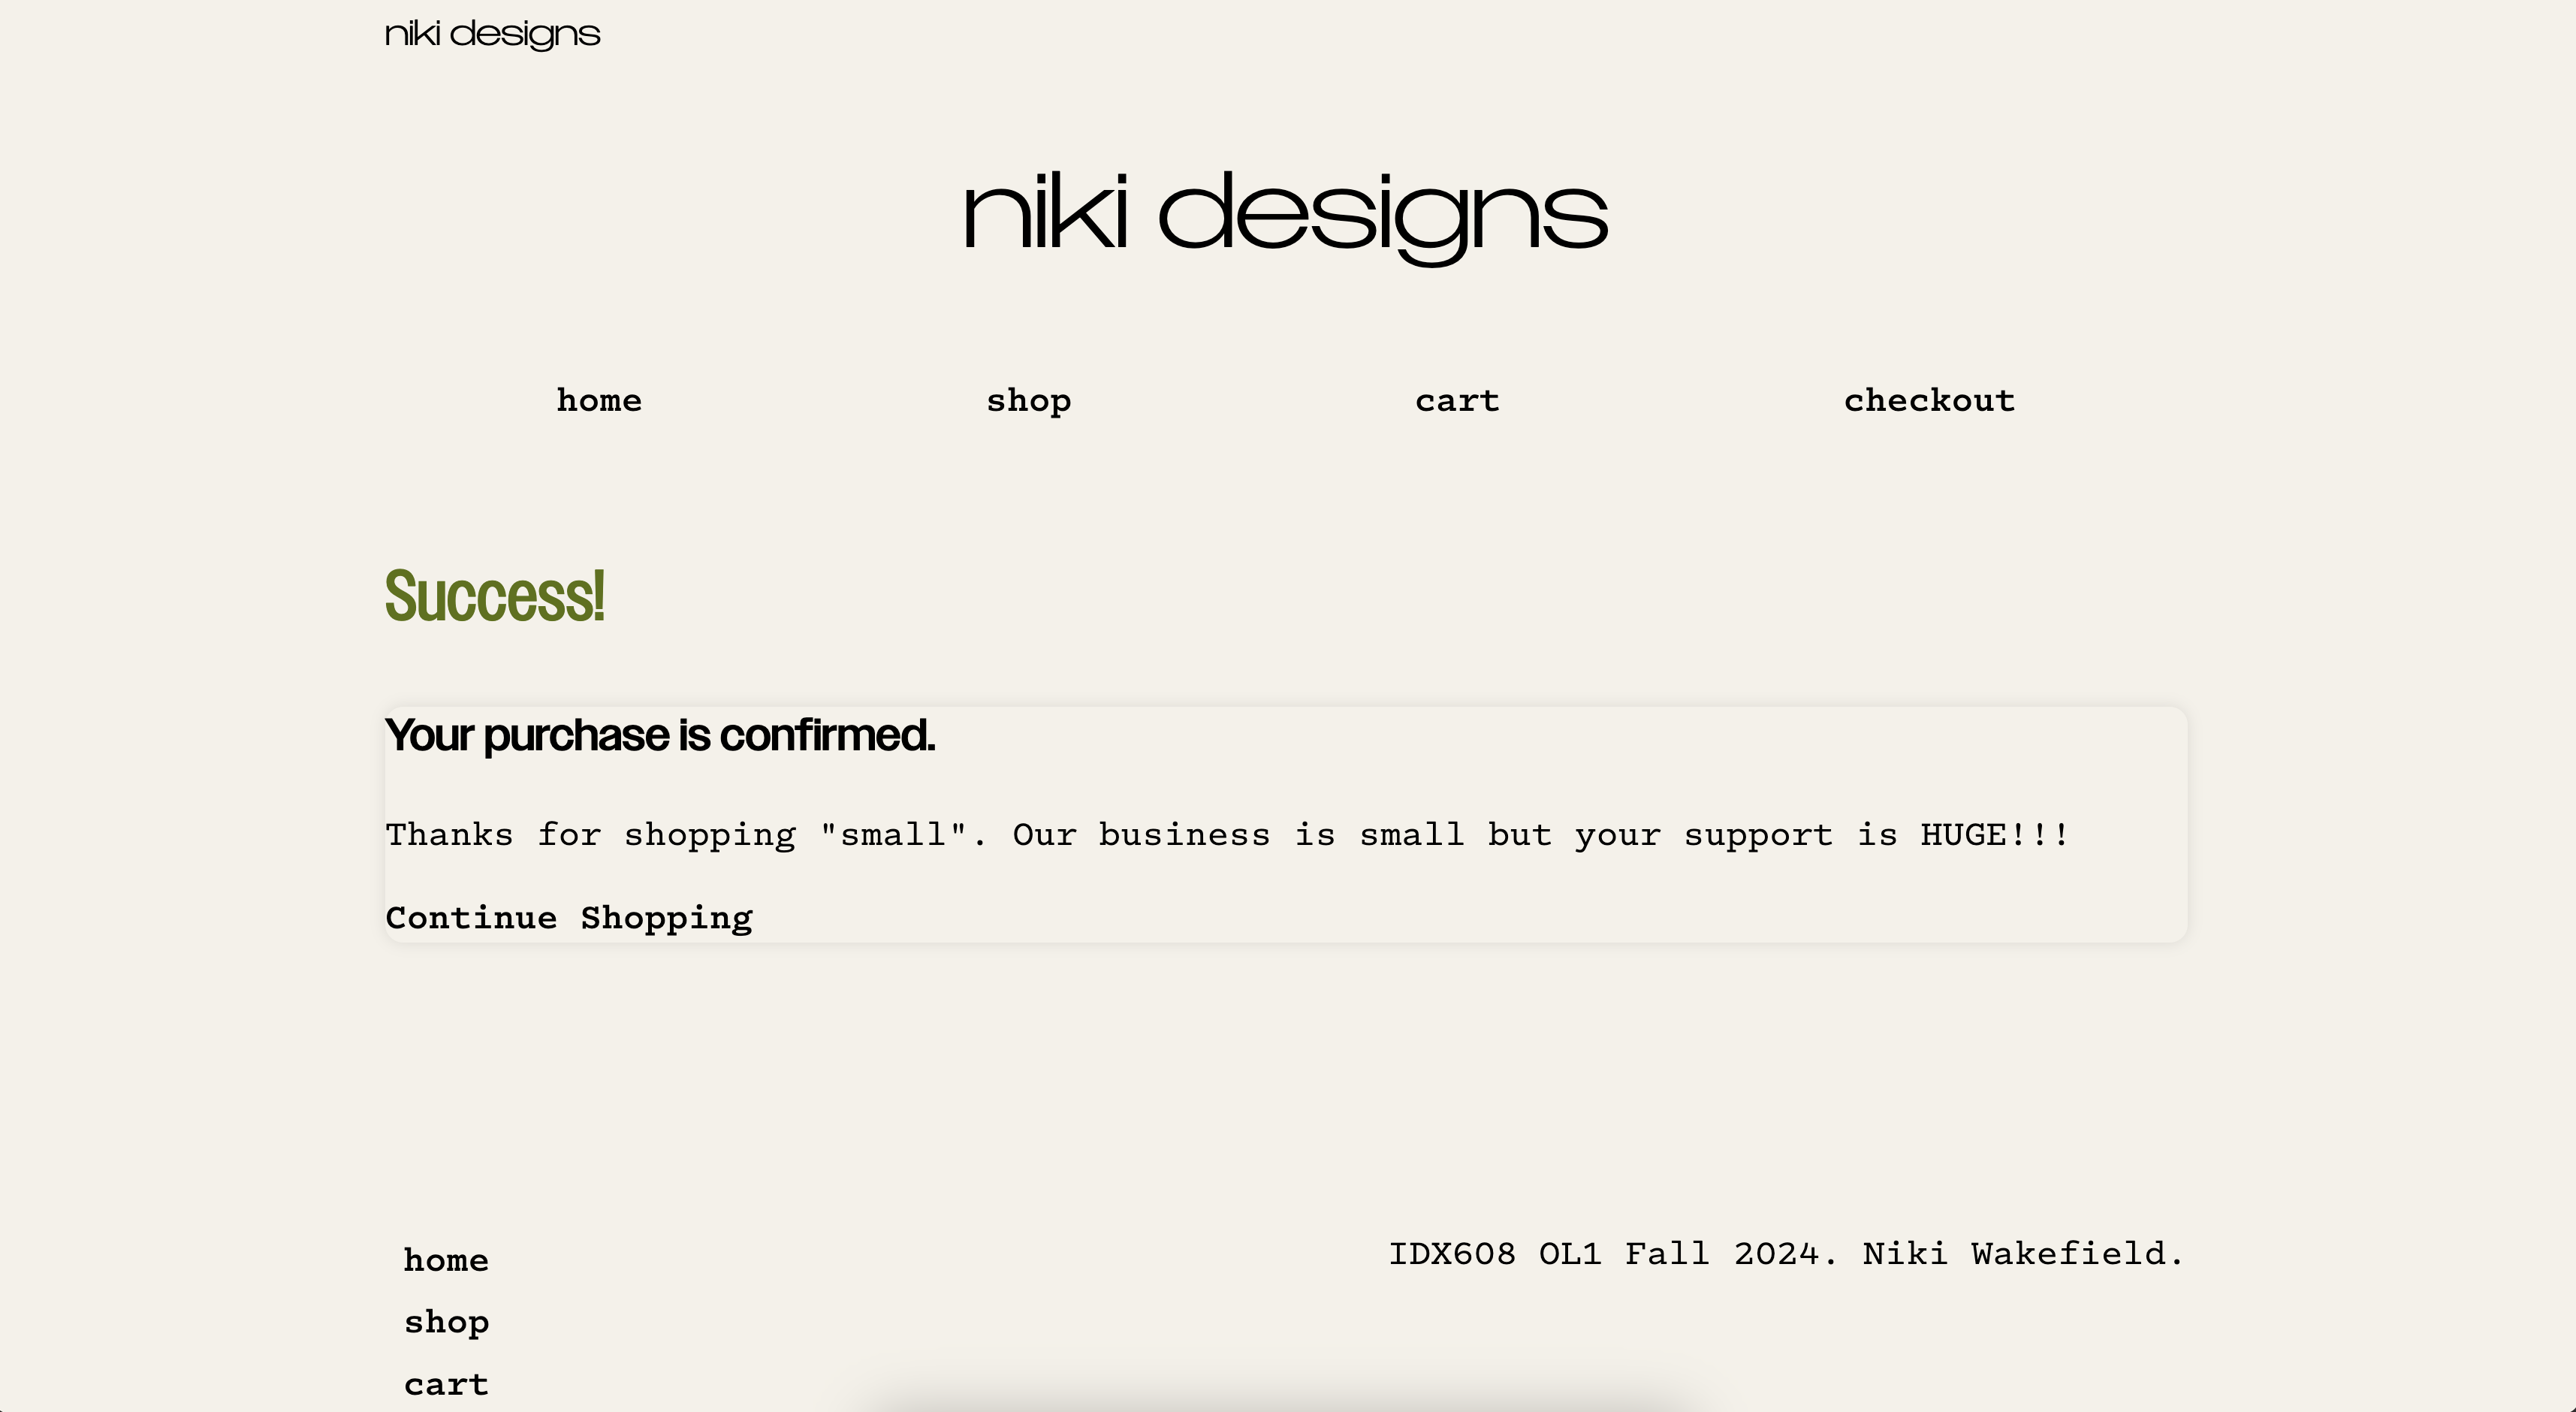 niki designs
niki designs
home shop cart checkout
Success!
Your purchase is confirmed.
Thanks for shopping "small". Our business is small but your support is HUGE!!!
Continue Shopping
home
IDX608 OL1 Fall 2024. Niki Wakefield.
shop
cart